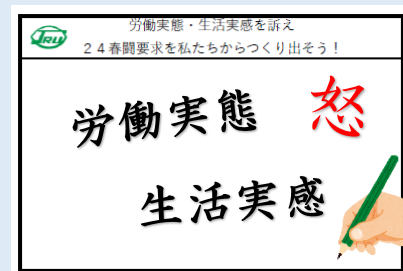 JRU
労働実態・生活実感を訴え
24春闘要求を私たちからつくり出そう！
労働実態 怒
生活実感